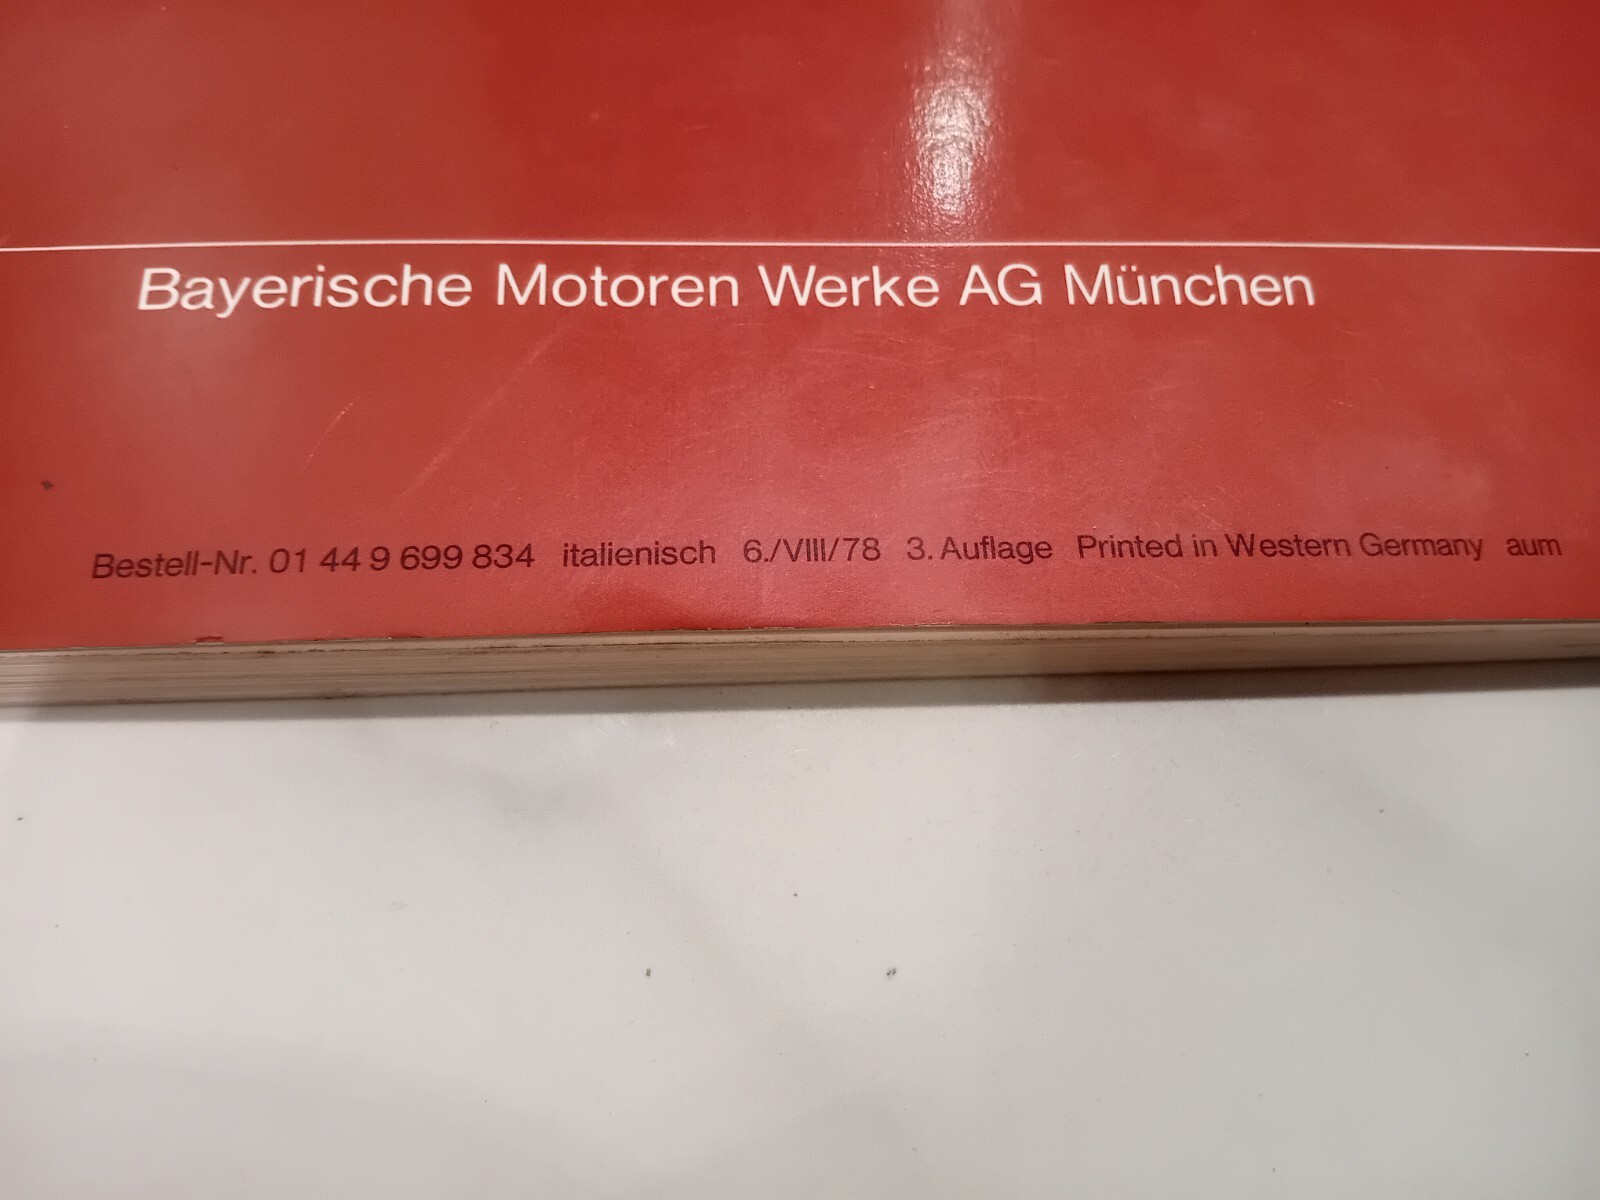 Bayerische Motoren Werke AG München
Bestell-Nr. 01 44 9 699 834 italienisch 6./VIII/78 3. Auflage Printed in Western Germany aum